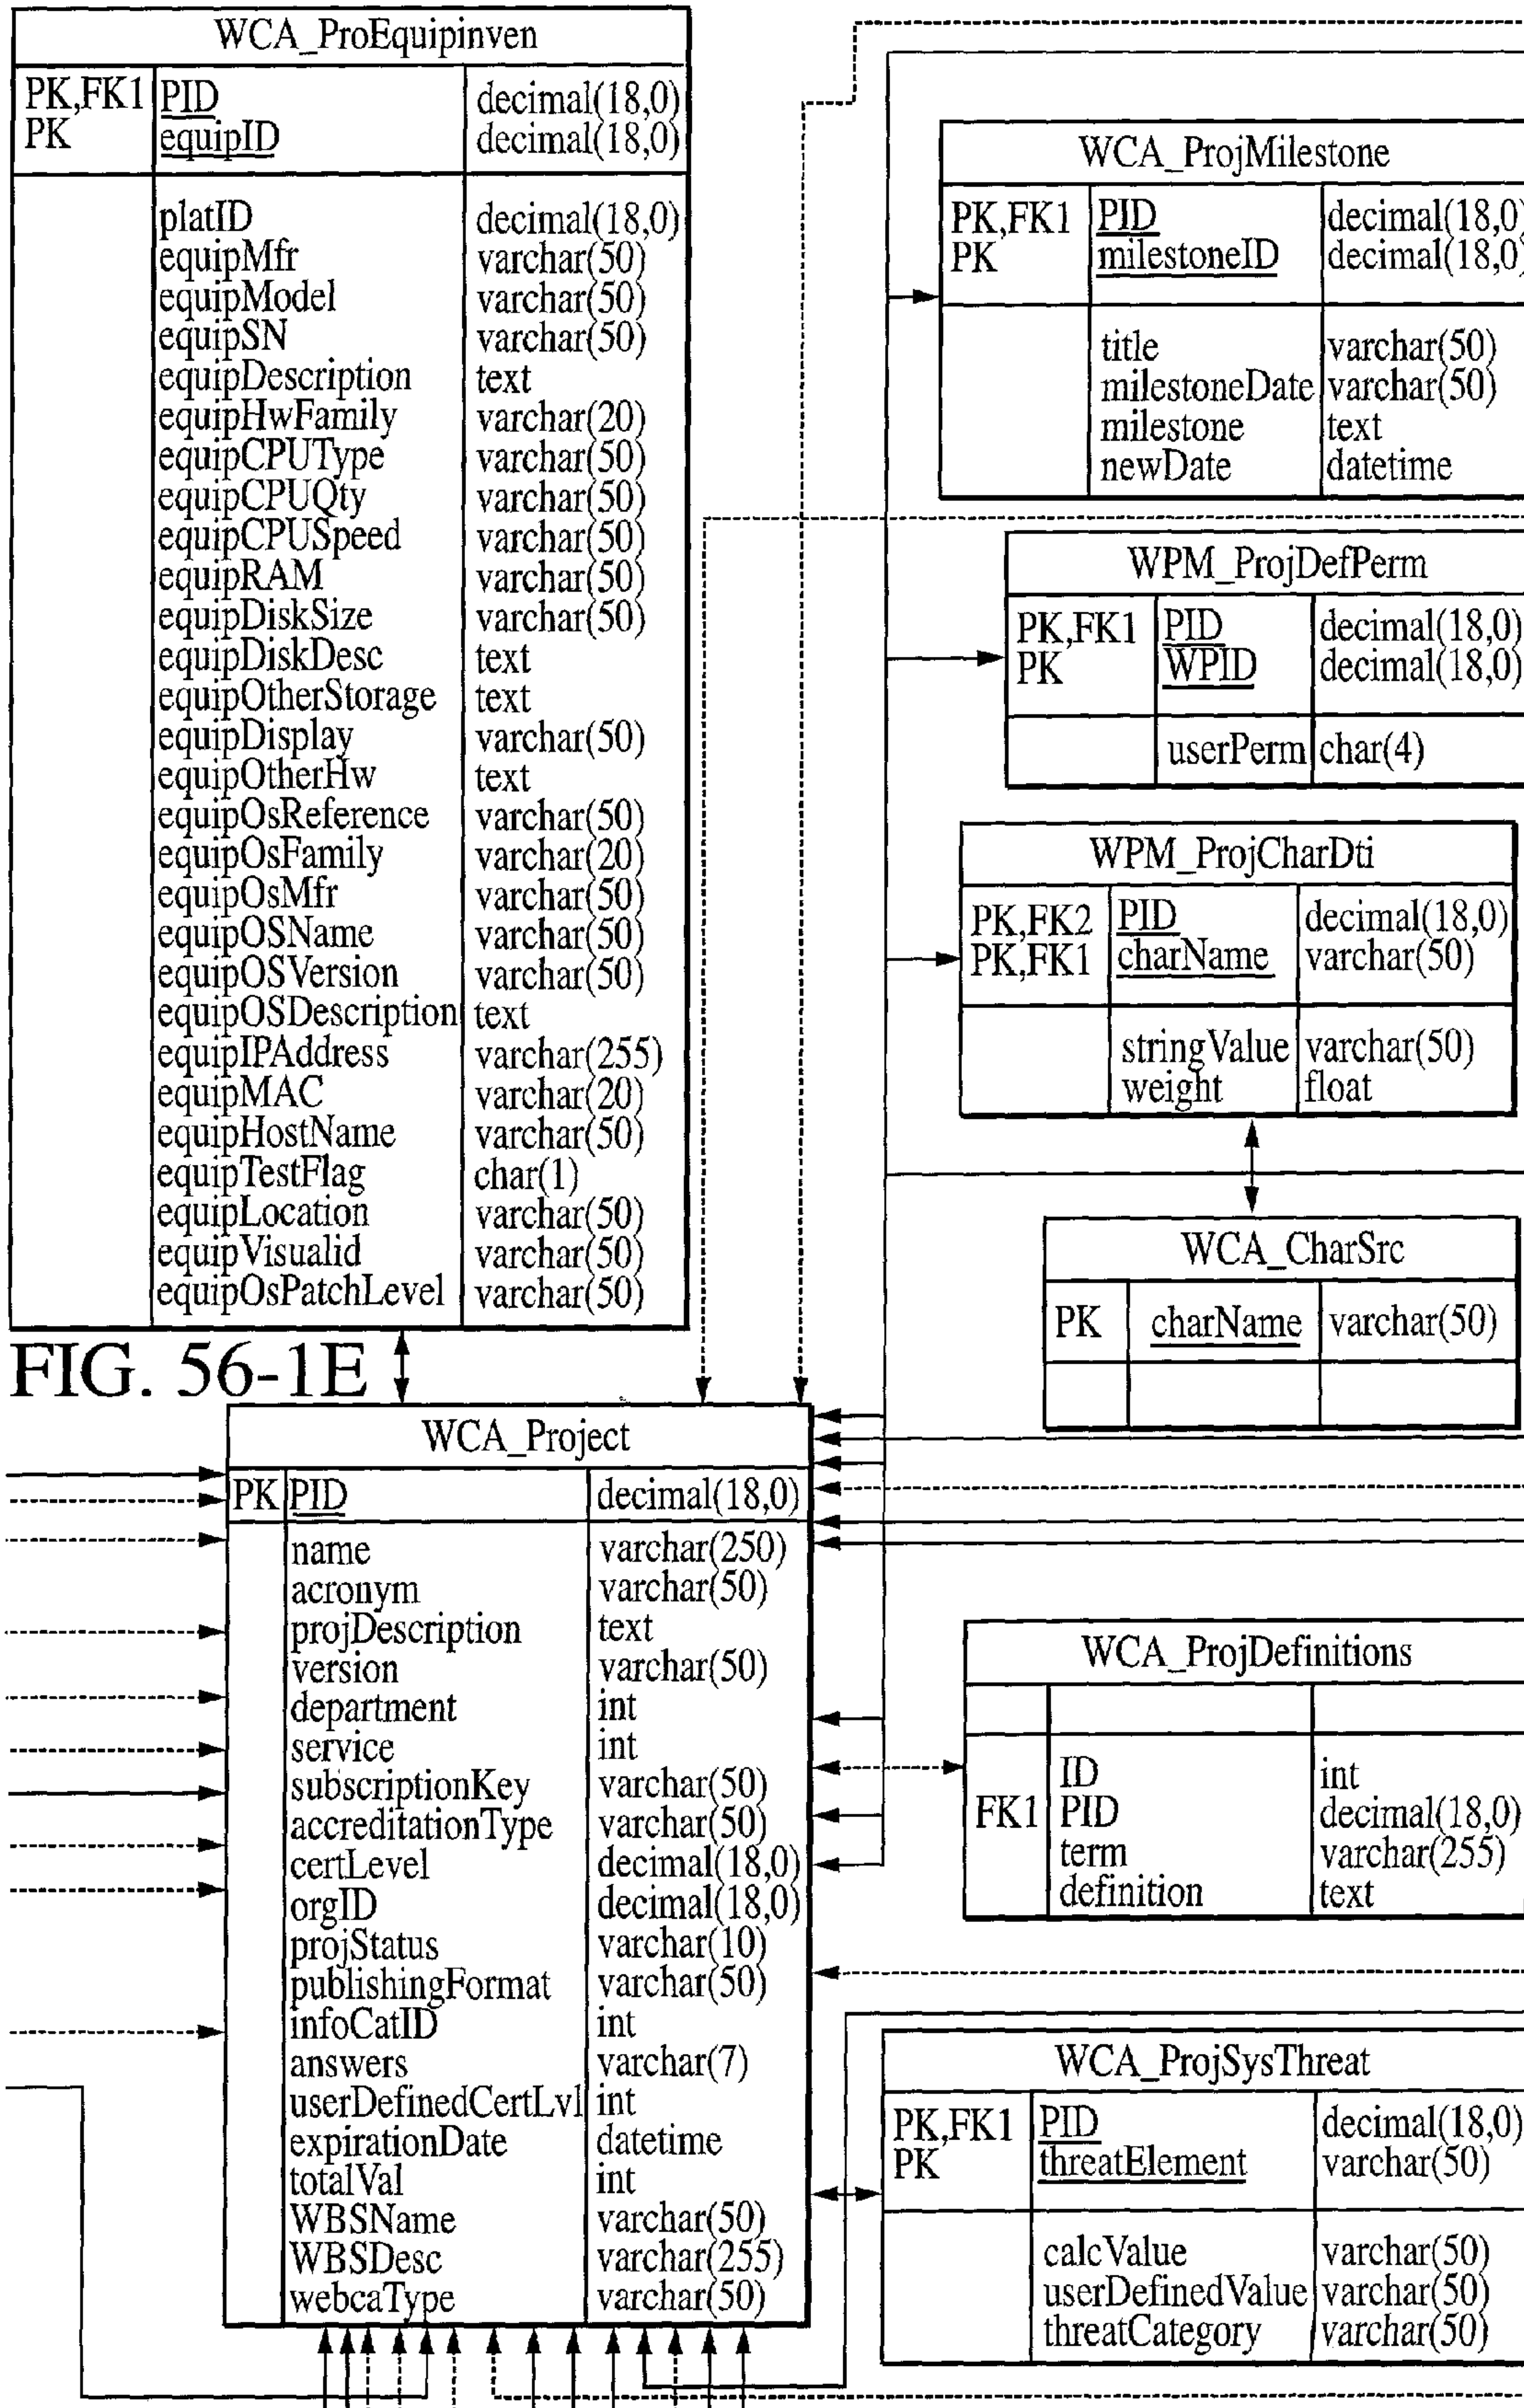 WCA_ProEquipinven
PK,FK1 PID decimal(18,0)
PK equipID decimal(18,0)
platID decimal(18,0)
equipMfr varchar(50)
equipModel varchar(50)
equipSN varchar(50)
equipDescription text
equipHwFamily varchar(20)
equipCPUType varchar(50)
equipCPUQty varchar(50)
equipCPUSpeed varchar(50)
equipRAM varchar(50)
equipDiskSize varchar(50)
equipDiskDesc text
equipOtherStorage text
equipDisplay varchar(50)
equipOtherHw text
equipOsReference varchar(50)
equipOsFamily varchar(20)
equipOsMfr varchar(50)
equipOSName varchar(50)
equipOSVersion varchar(50)
equipOSDescription text
equipIPAddress varchar(255)
equipMAC varchar(20)
equipHostName varchar(50)
equipTestFlag char(1)
equipLocation varchar(50)
equipVisualid varchar(50)
equipOsPatchLevel varchar(50)
FIG. 56-1E
WCA_Project
PK PID decimal(18,0)
name varchar(250)
acronym varchar(50)
projDescription text
version varchar(50)
department int
service int
subscriptionKey varchar(50)
accreditationType varchar(50)
certLevel decimal(18,0)
orgID decimal(18,0)
projStatus varchar(10)
publishingFormat varchar(50)
infoCatID int
answers varchar(7)
userDefinedCertLvl int
expirationDate datetime
totalVal int
WBSName varchar(50)
WBSDesc varchar(255)
webcaType varchar(50)
WCA_ProjMilestone
PK,FK1 PID decimal(18,0)
PK milestoneID decimal(18,0)
title varchar(50)
milestoneDate varchar(50)
milestone text
newDate datetime
WPM_ProjDefPerm
PK,FK1 PID decimal(18,0)
PK WPID decimal(18,0)
userPerm char(4)
WPM_ProjCharDti
PK,FK2 PID decimal(18,0)
PK,FK1 charName varchar(50)
stringValue varchar(50)
weight float
WCA_CharSrc
PK charName varchar(50)
WCA_ProjDefinitions
ID int
FK1 PID decimal(18,0)
term varchar(255)
definition text
WCA_ProjSysThreat
PK,FK1 PID decimal(18,0)
PK threatElement varchar(50)
calcValue varchar(50)
userDefinedValue varchar(50)
threatCategory varchar(50)